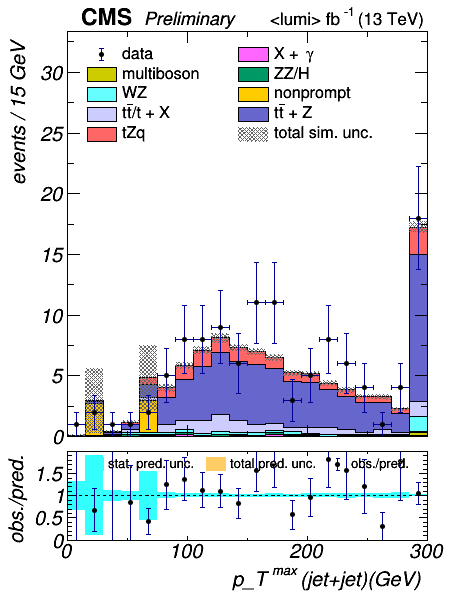 CMS Preliminary <lumi> fb⁻¹ (13 TeV)
events / 15 GeV
30
25
20
15
10
5
0
data
multiboson
WZ
tt̄/t + X
tZq
X + γ
ZZ/H
nonprompt
tt̄ + Z
total sim. unc.
obs./pred.
1.5
1
0.5
0
stat. pred. unc. total pred. unc. obs./pred.
0 100 200 300
p_T^max (jet+jet)(GeV)